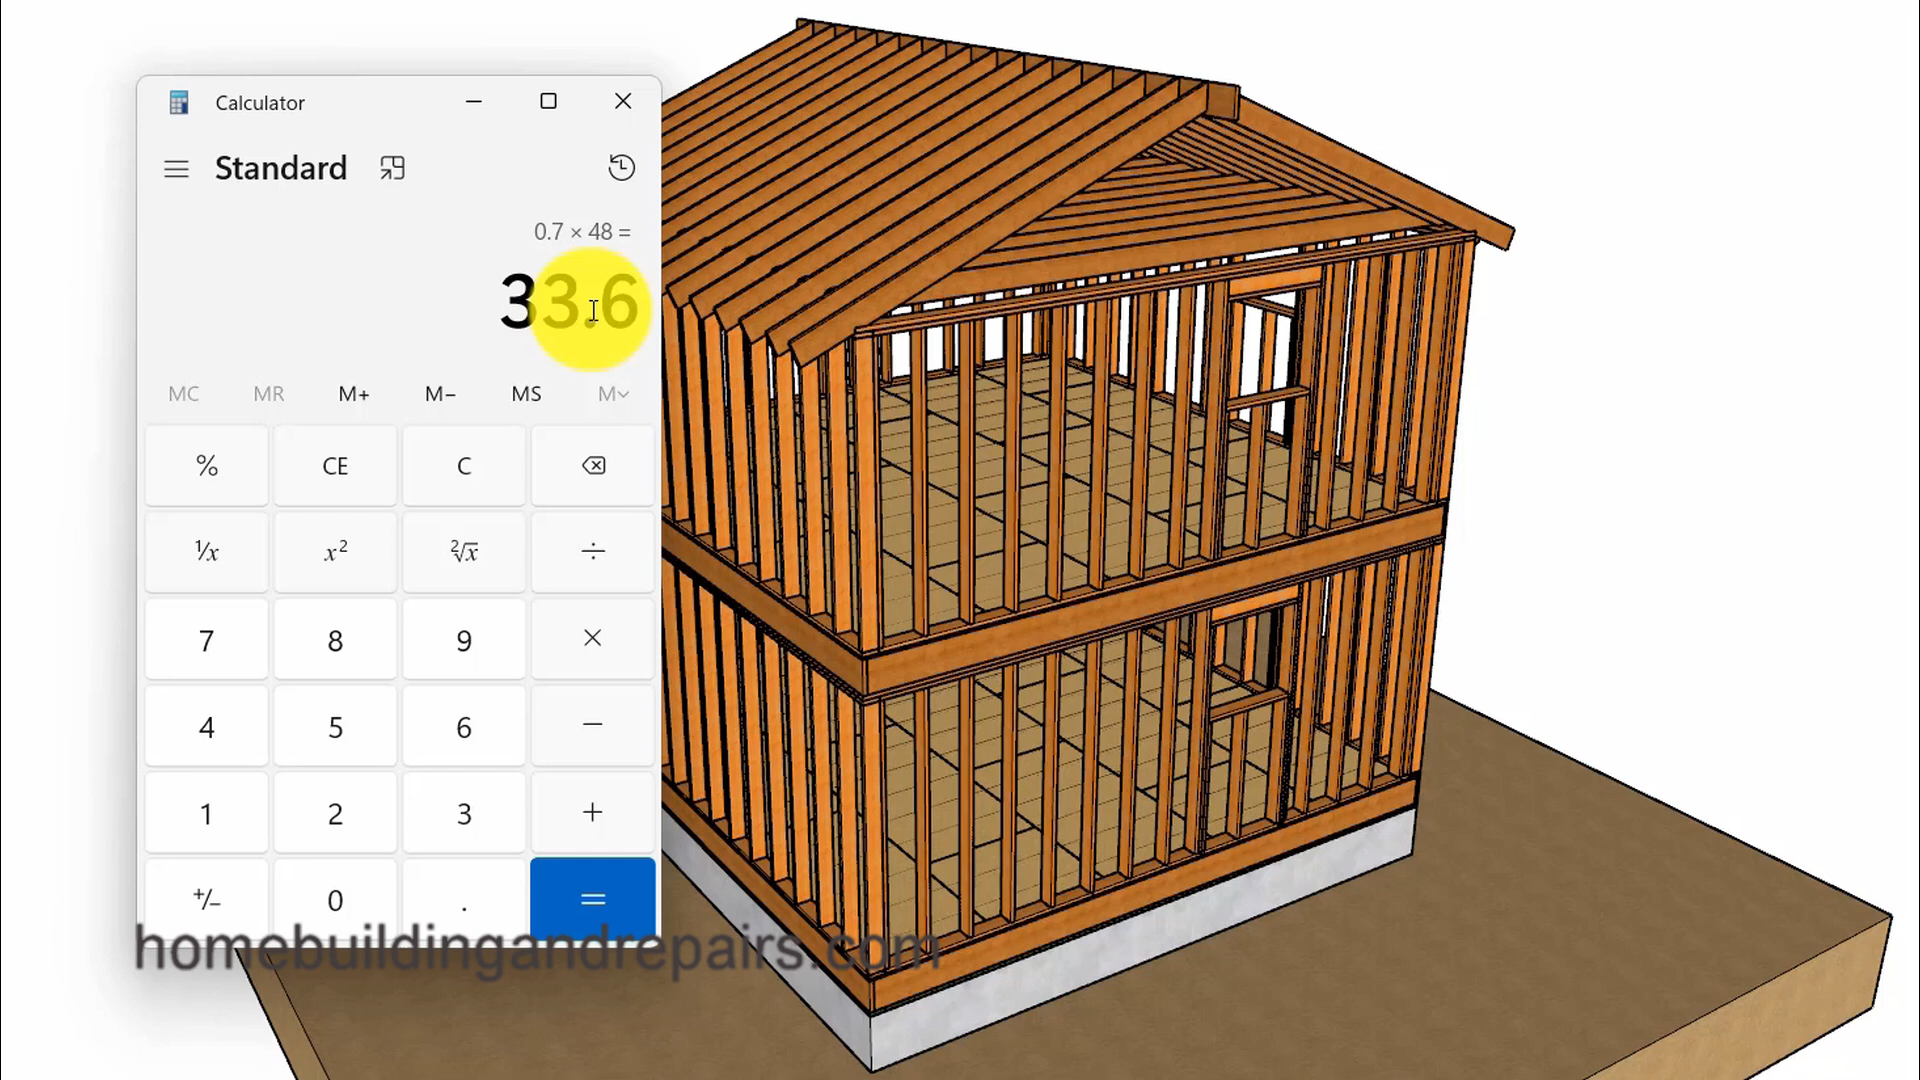 Calculator
Standard
0.7 × 48 =
33.6
MC MR M+ M− MS M˅
% CE C
¹/x x² ²√x ÷
7 8 9 ×
4 5 6 −
1 2 3 +
+/− 0 . =
homebuildingandrepairs.com